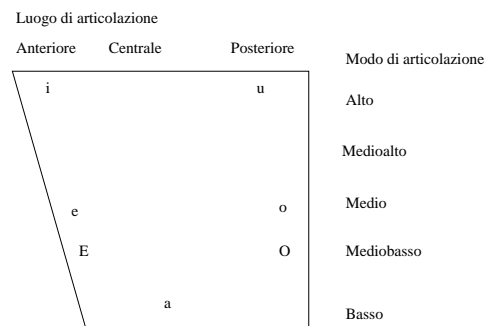 Luogo di articolazione
Anteriore Centrale Posteriore
Modo di articolazione
i u Alto
Medioalto
e o Medio
E O Mediobasso
a Basso